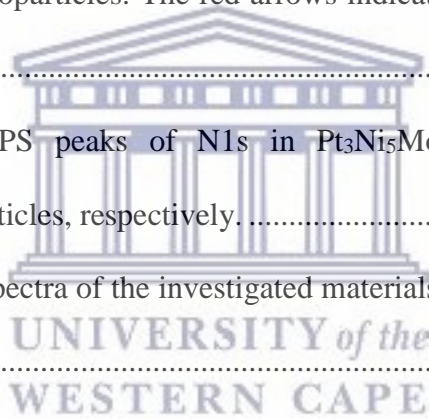 oparticles. The red arrows indicat
....................................................
PS peaks of N1s in Pt₃Ni₅Mo
ticles, respectively. ........................
pectra of the investigated materials
UNIVERSITY of the
....................................................
WESTERN CAPE